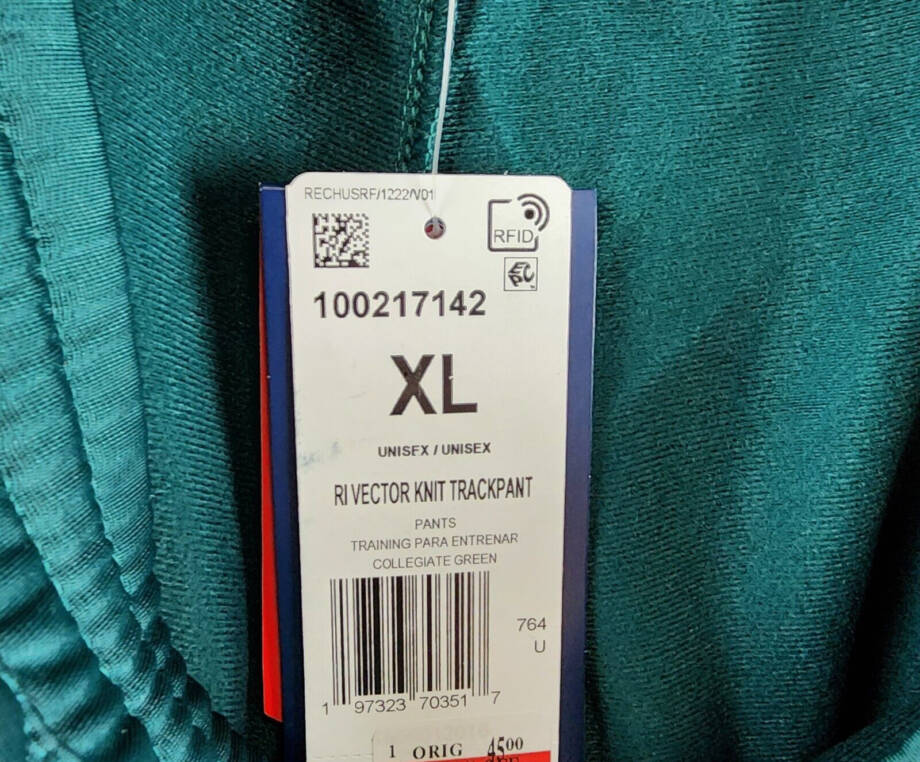 RECHUSRF/1222/V01
RFID
EPC
100217142
XL
UNISEX / UNISEX
RI VECTOR KNIT TRACKPANT
PANTS
TRAINING PARA ENTRENAR
COLLEGIATE GREEN
764
U
1 97323 70351 7
1 ORIG 45.00